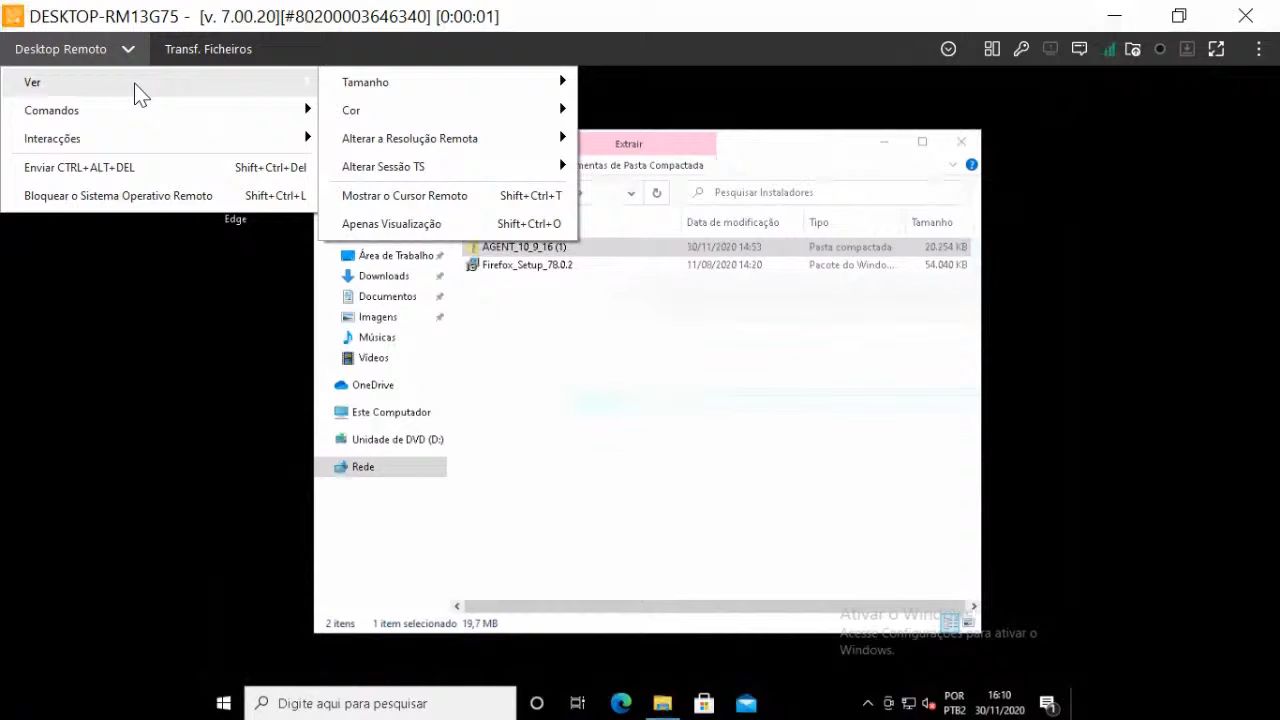 DESKTOP-RM13G75 - [v. 7.00.20][#80200003646340] [0:00:01]
Desktop Remoto
Transf. Ficheiros
Ver
Comandos
Interacções
Enviar CTRL+ALT+DEL Shift+Ctrl+Del
Bloquear o Sistema Operativo Remoto Shift+Ctrl+L
Tamanho
Cor
Alterar a Resolução Remota
Alterar Sessão TS
Mostrar o Cursor Remoto Shift+Ctrl+T
Apenas Visualização Shift+Ctrl+O
Edge
Extrair
mentas de Pasta Compactada
Pesquisar Instaladores
Data de modificação Tipo Tamanho
AGENT_10_9_16 (1) 30/11/2020 14:53 Pasta compactada 20.254 KB
Firefox_Setup_78.0.2 11/08/2020 14:20 Pacote do Windo... 54.040 KB
Área de Trabalho
Downloads
Documentos
Imagens
Músicas
Vídeos
OneDrive
Este Computador
Unidade de DVD (D:)
Rede
2 itens 1 item selecionado 19,7 MB
Ativar o Windows
Acesse Configurações para ativar o
Windows.
Digite aqui para pesquisar
POR
PTB2
16:10
30/11/2020
1